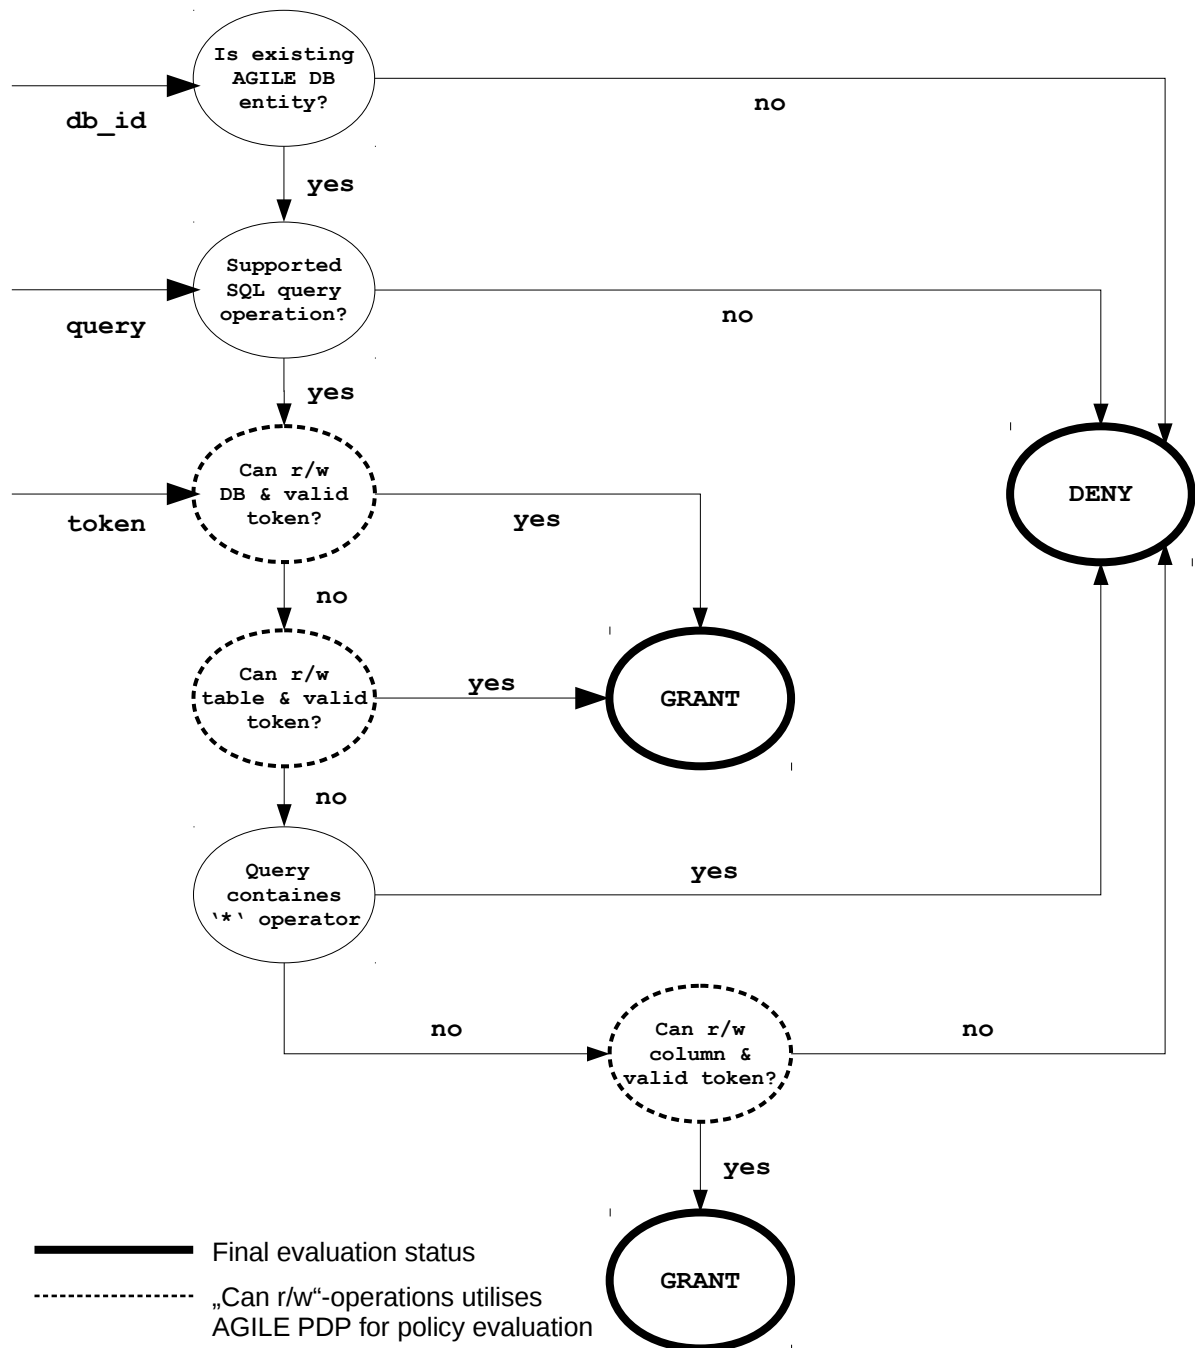 Is existing
AGILE DB
entity?
no
db_id
yes
Supported
SQL query
operation?
no
query
yes
Can r/w
DB & valid
token?
yes
token
DENY
no
Can r/w
table & valid
token?
yes
GRANT
no
Query
containes
‛*‛ operator
yes
no
Can r/w
column &
valid token?
no
yes
GRANT
Final evaluation status
„Can r/w“-operations utilises
AGILE PDP for policy evaluation